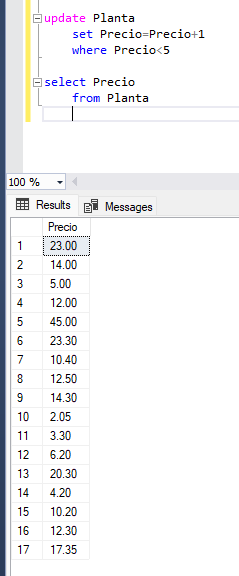 update Planta
set Precio=Precio+1
where Precio<5
select Precio
from Planta
100 %
Results Messages
Precio
1 23.00
2 14.00
3 5.00
4 12.00
5 45.00
6 23.30
7 10.40
8 12.50
9 14.30
10 2.05
11 3.30
12 6.20
13 20.30
14 4.20
15 10.20
16 12.30
17 17.35